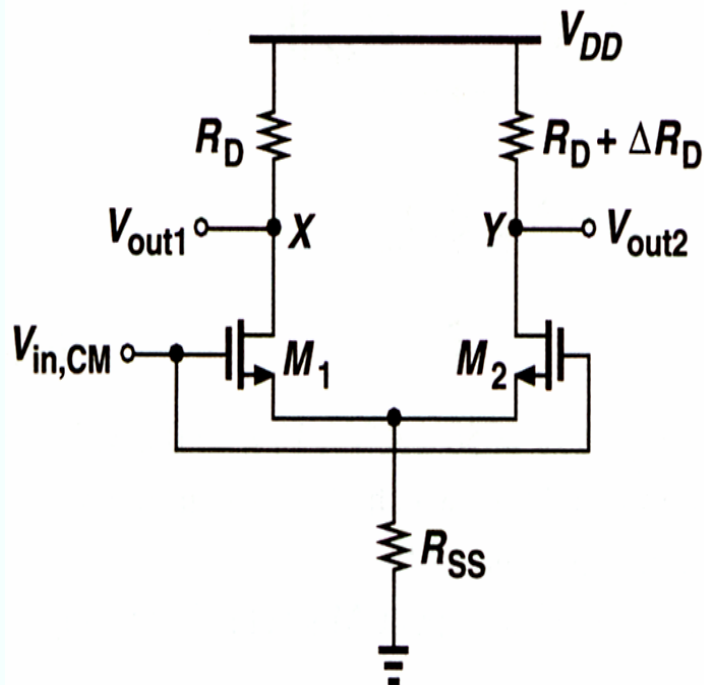 V_DD
R_D
R_D + ΔR_D
V_out1
X
Y
V_out2
V_in,CM
M_1
M_2
R_SS